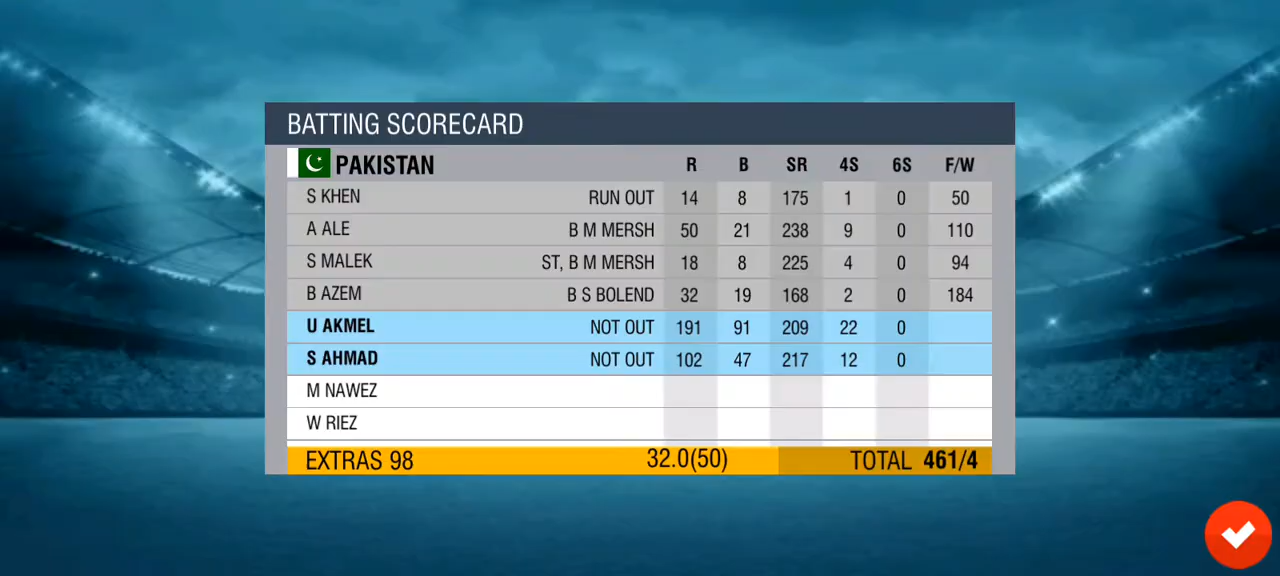 BATTING SCORECARD
PAKISTAN R B SR 4S 6S F/W
S KHEN RUN OUT 14 8 175 1 0 50
A ALE B M MERSH 50 21 238 9 0 110
S MALEK ST, B M MERSH 18 8 225 4 0 94
B AZEM B S BOLEND 32 19 168 2 0 184
U AKMEL NOT OUT 191 91 209 22 0
S AHMAD NOT OUT 102 47 217 12 0
M NAWEZ
W RIEZ
EXTRAS 98 32.0(50) TOTAL 461/4